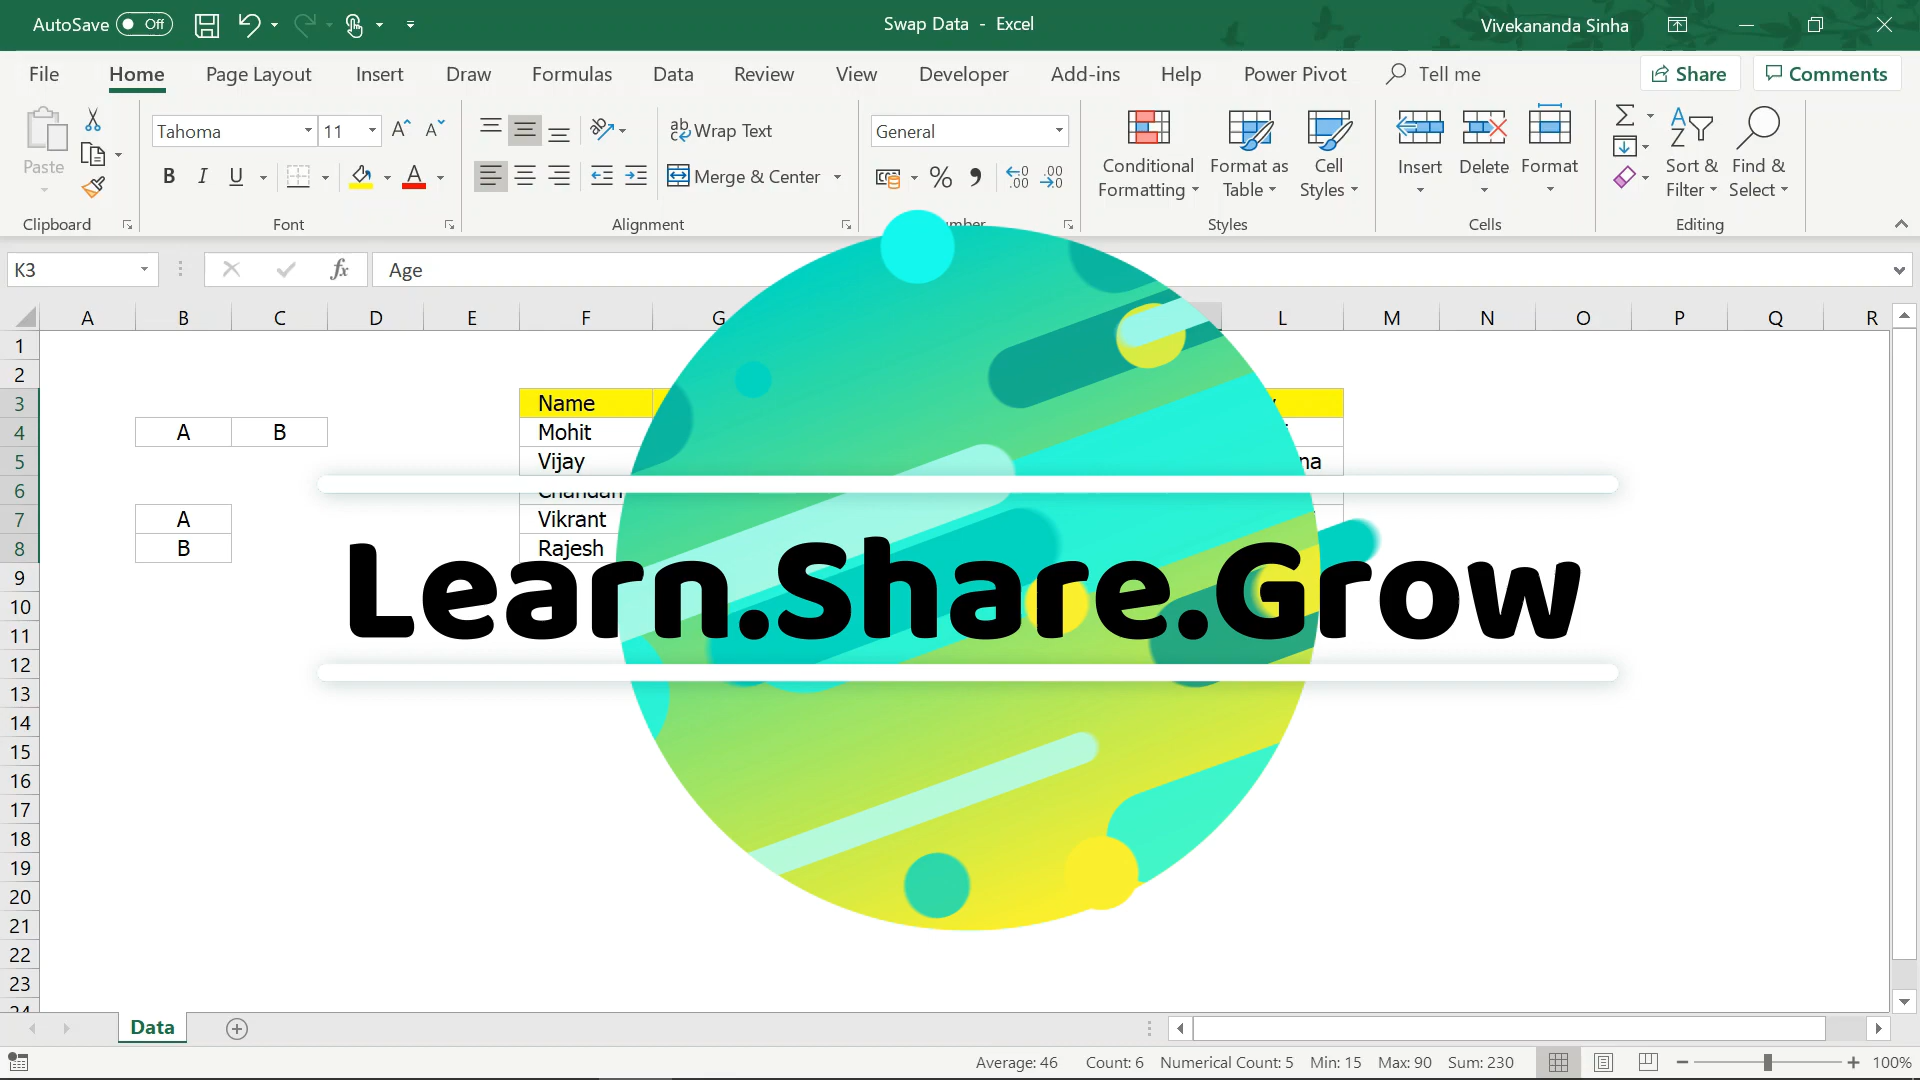 AutoSave Off
Swap Data - Excel
Vivekananda Sinha
File Home Page Layout Insert Draw Formulas Data Review View Developer Add-ins Help Power Pivot Tell me Share Comments
Paste
Tahoma 11
B I U A
ab Wrap Text
Merge & Center
General
% ,
Conditional Formatting
Format as Table
Cell Styles
Insert
Delete
Format
Sort & Filter
Find & Select
Clipboard Font Alignment Styles Cells Editing
K3 fx Age
A B C D E F G L M N O P Q R
1
2
3 Name
4 A B Mohit
5 Vijay
6 Chandan
7 A Vikrant
8 B Rajesh
9
10
11
12
13
14
15
16
17
18
19
20
21
22
23
24
Learn.Share.Grow
Data
Average: 46 Count: 6 Numerical Count: 5 Min: 15 Max: 90 Sum: 230 100%